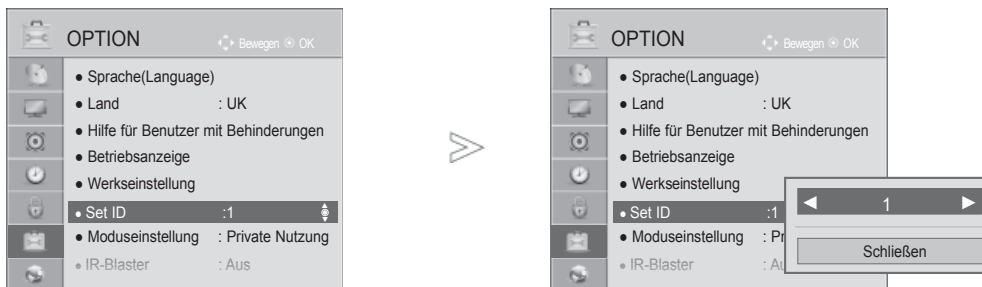 OPTION Bewegen OK
● Sprache(Language)
● Land : UK
● Hilfe für Benutzer mit Behinderungen
● Betriebsanzeige
● Werkseinstellung
● Set ID :1
● Moduseinstellung : Private Nutzung
● IR-Blaster : Aus
OPTION Bewegen OK
● Sprache(Language)
● Land : UK
● Hilfe für Benutzer mit Behinderungen
● Betriebsanzeige
● Werkseinstellung
● Set ID :1
● Moduseinstellung : Pr
● IR-Blaster : Au
◀ 1 ▶
Schließen